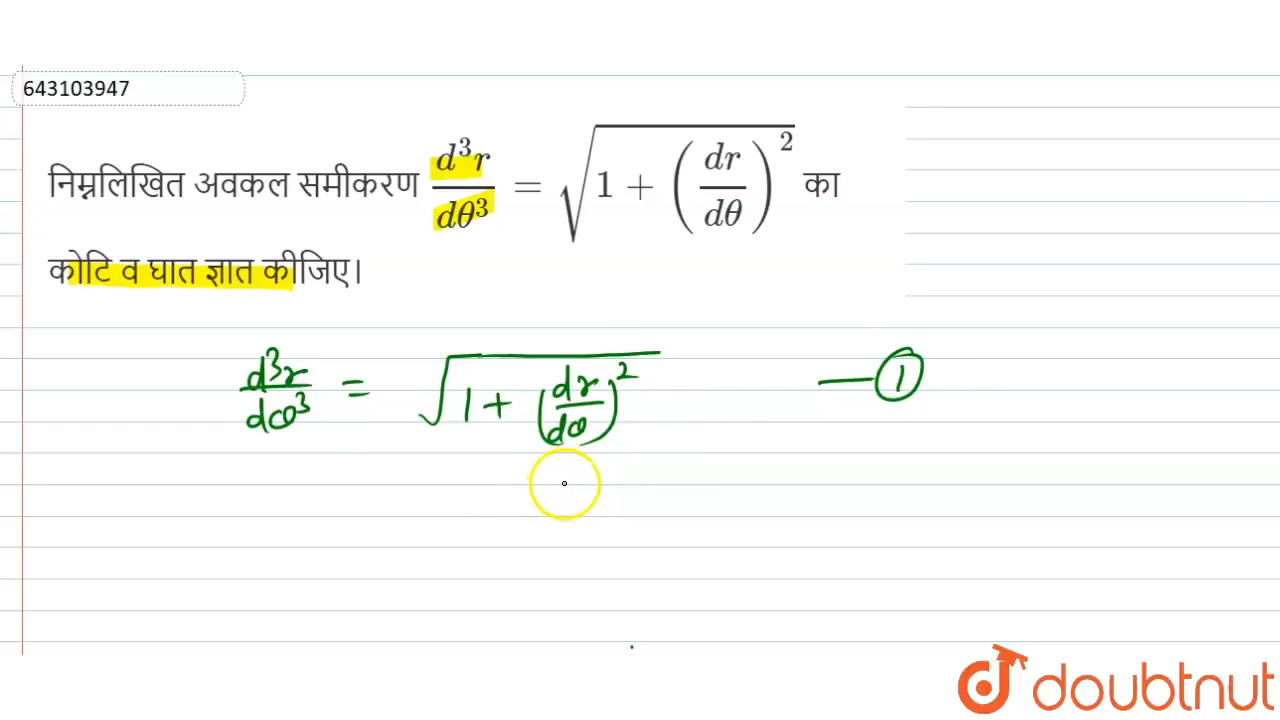 643103947
निम्नलिखित अवकल समीकरण d³r/dθ³ = √(1 + (dr/dθ)²) का
कोटि व घात ज्ञात कीजिए।
d³r/dθ³ = √(1 + (dr/dθ)²) — ①
doubtnut